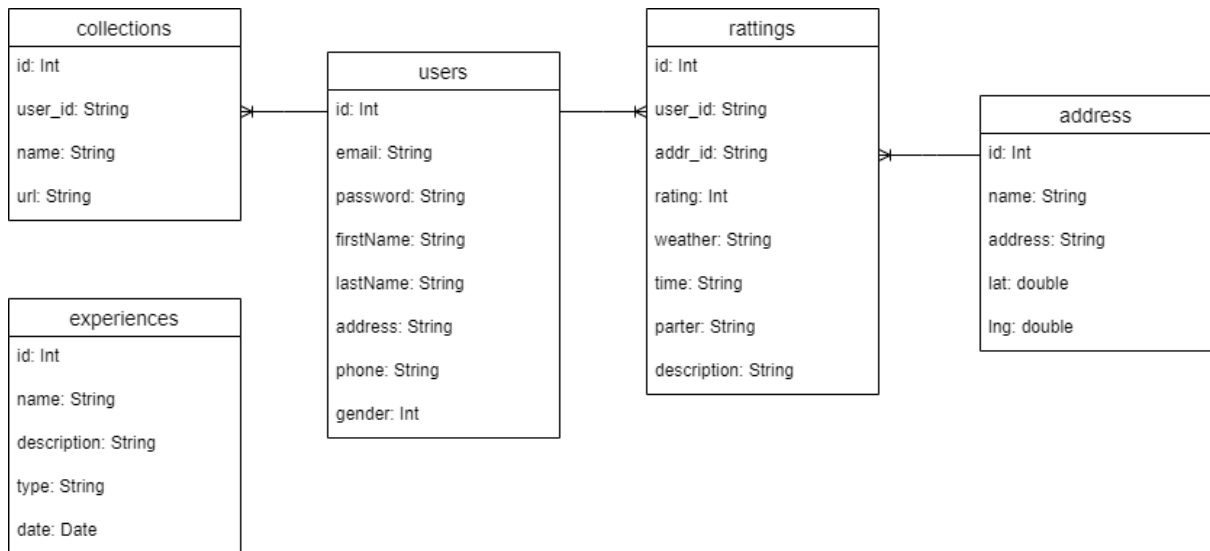 collections
id: Int
user_id: String
name: String
url: String
users
id: Int
email: String
password: String
firstName: String
lastName: String
address: String
phone: String
gender: Int
rattings
id: Int
user_id: String
addr_id: String
rating: Int
weather: String
time: String
parter: String
description: String
address
id: Int
name: String
address: String
lat: double
lng: double
experiences
id: Int
name: String
description: String
type: String
date: Date